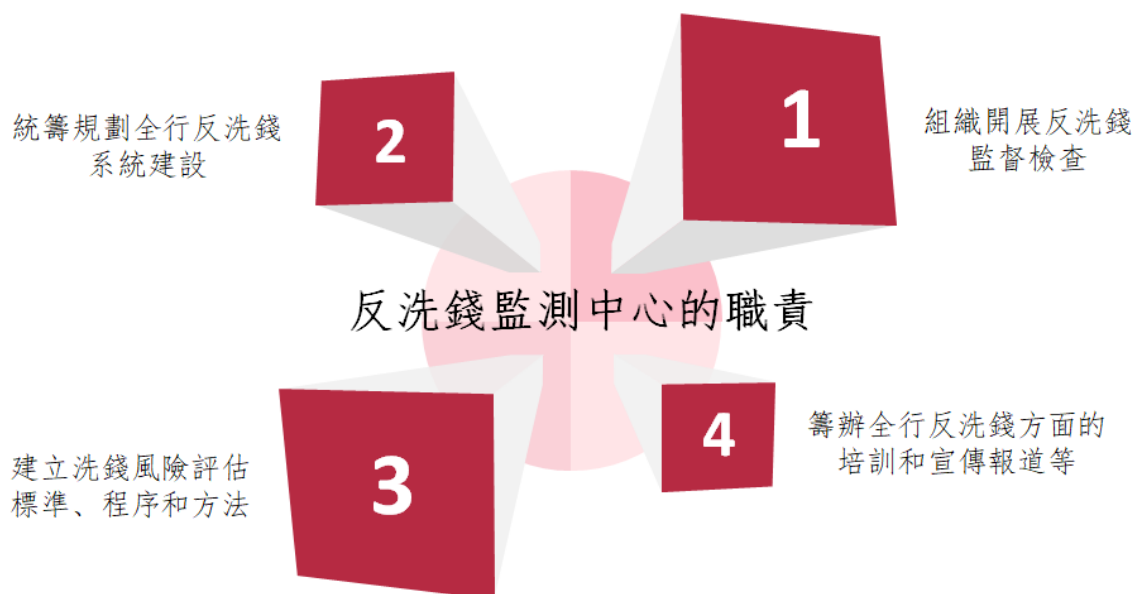 1
組織開展反洗錢
監督檢查
2
統籌規劃全行反洗錢
系統建設
反洗錢監測中心的職責
3
建立洗錢風險評估
標準、程序和方法
4
籌辦全行反洗錢方面的
培訓和宣傳報道等